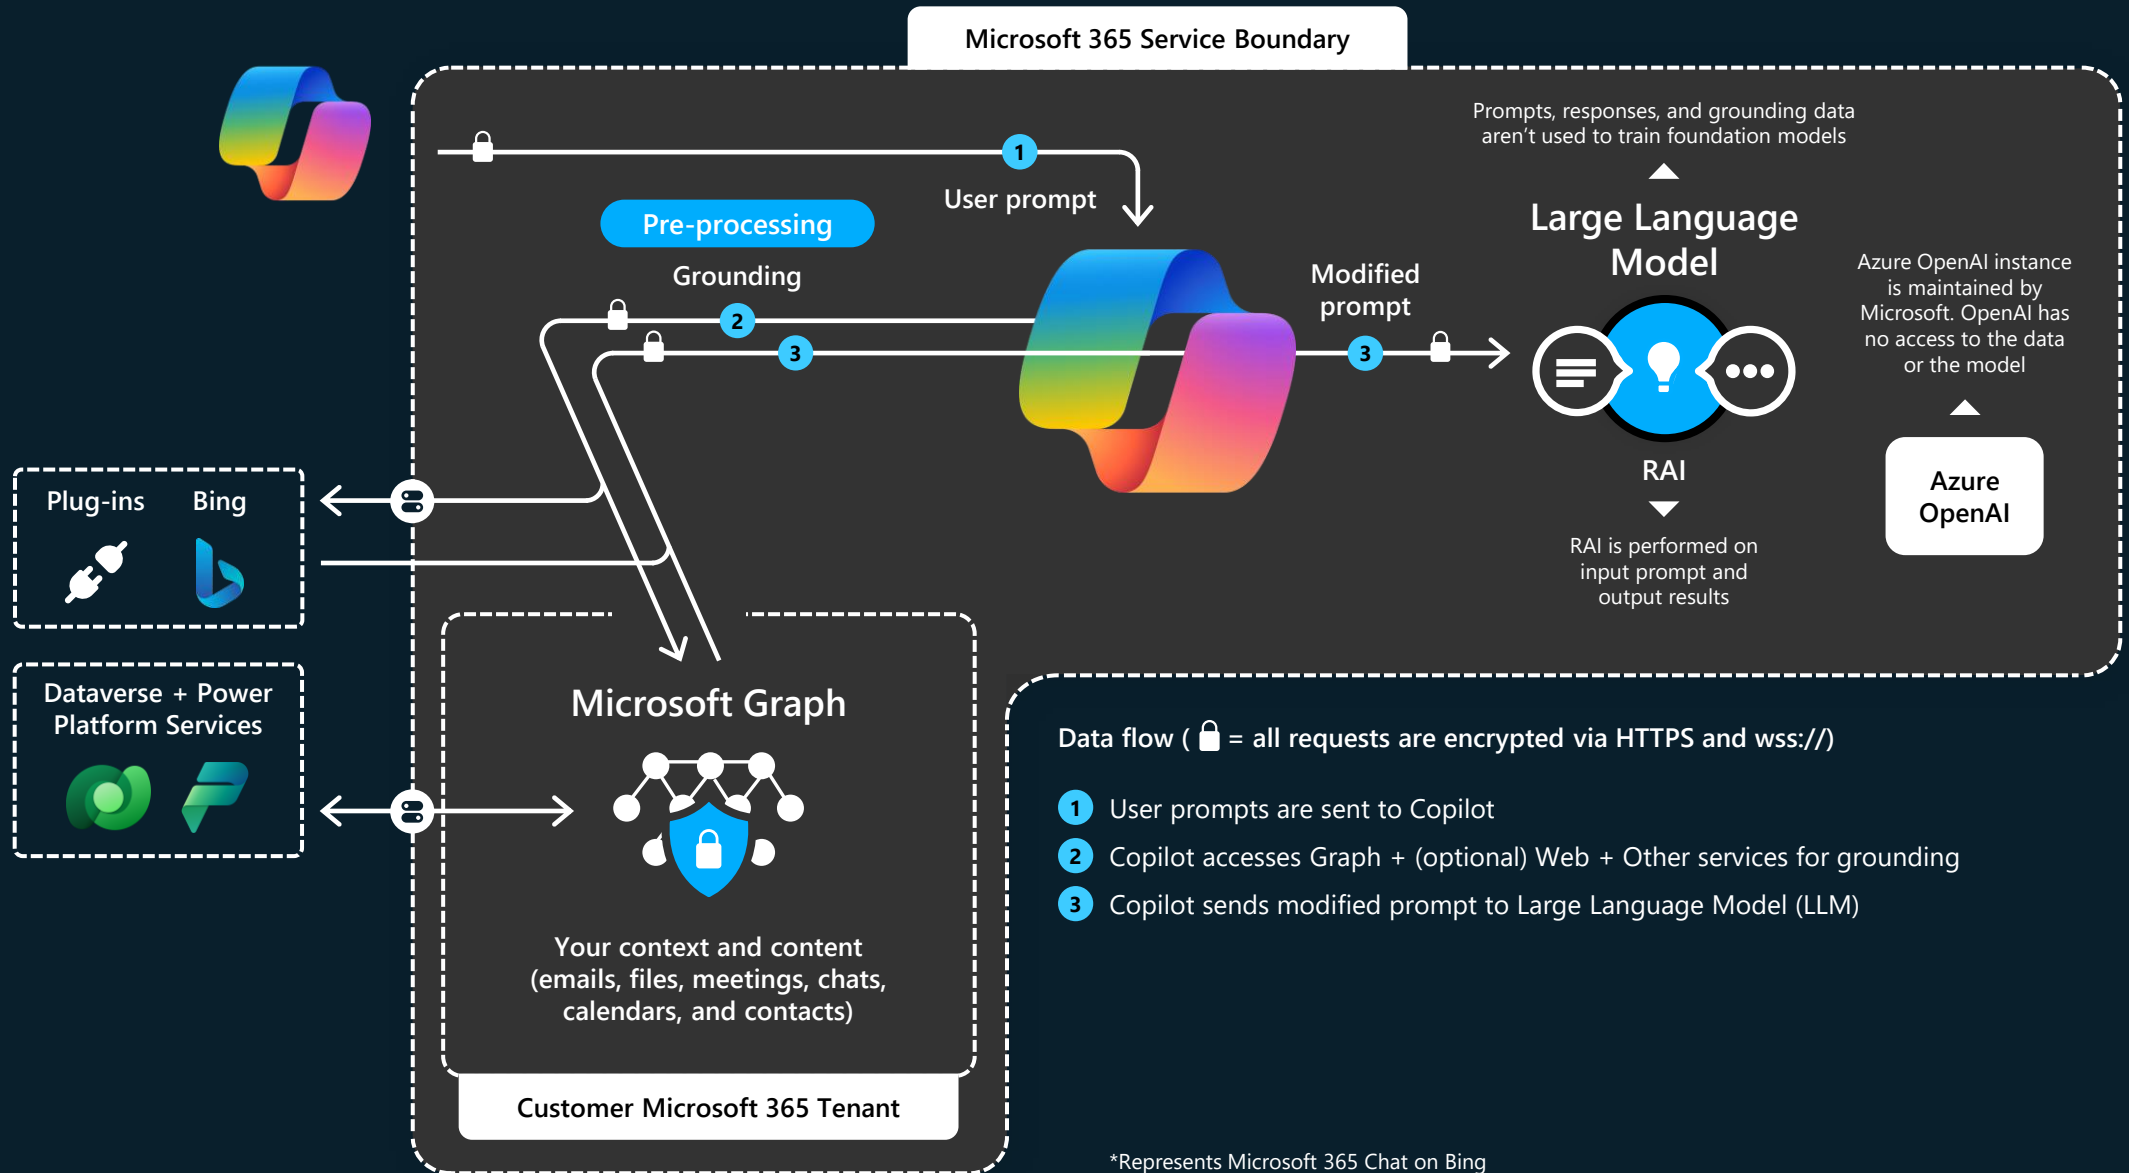 Microsoft 365 Service Boundary
Prompts, responses, and grounding data
aren’t used to train foundation models
1
User prompt
Pre-processing
Grounding
2
3
Modified
prompt
3
Large Language
Model
RAI
RAI is performed on
input prompt and
output results
Azure OpenAI instance
is maintained by
Microsoft. OpenAI has
no access to the data
or the model
Azure
OpenAI
Plug-ins
Bing
Dataverse + Power
Platform Services
Microsoft Graph
Your context and content
(emails, files, meetings, chats,
calendars, and contacts)
Customer Microsoft 365 Tenant
Data flow ( = all requests are encrypted via HTTPS and wss://)
1 User prompts are sent to Copilot
2 Copilot accesses Graph + (optional) Web + Other services for grounding
3 Copilot sends modified prompt to Large Language Model (LLM)
*Represents Microsoft 365 Chat on Bing